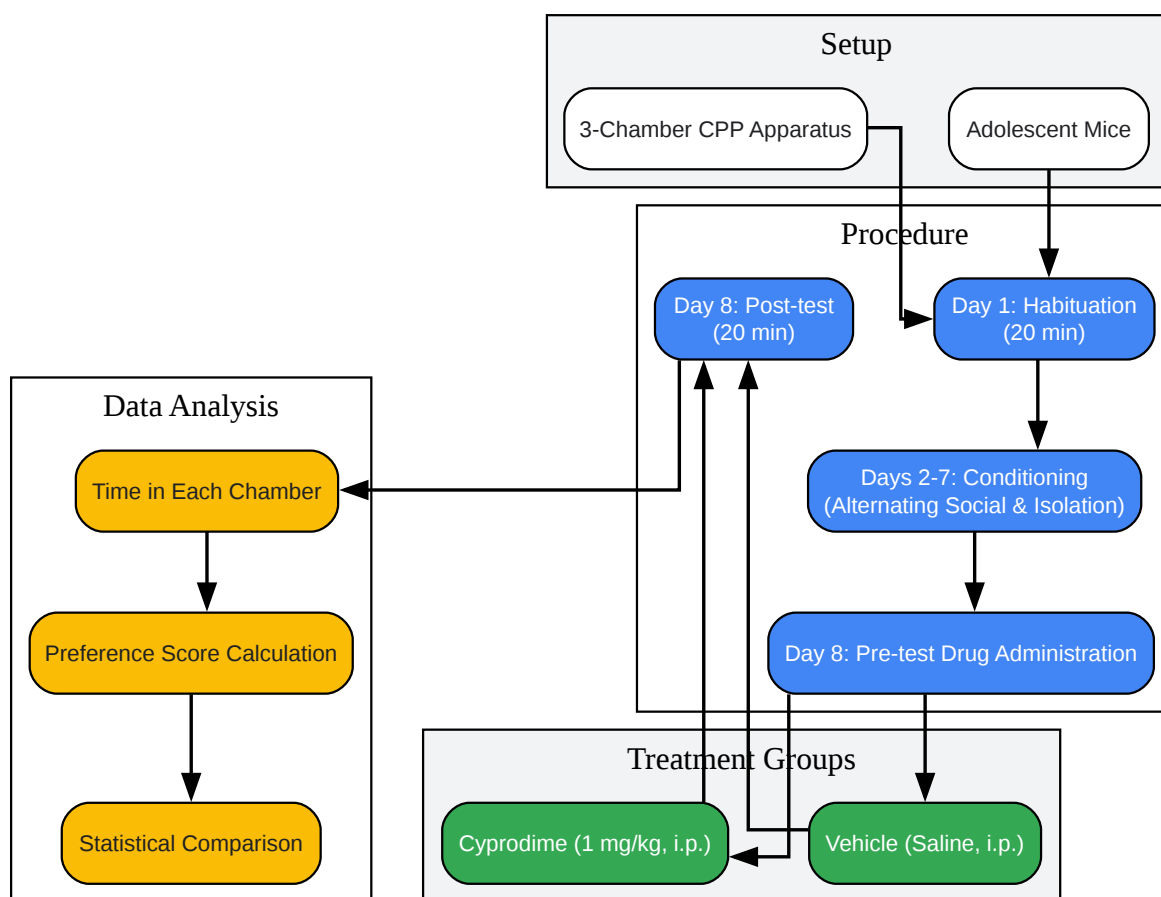 Setup
3-Chamber CPP Apparatus
Adolescent Mice
Procedure
Day 8: Post-test
(20 min)
Day 1: Habituation
(20 min)
Days 2-7: Conditioning
(Alternating Social & Isolation)
Day 8: Pre-test Drug Administration
Data Analysis
Time in Each Chamber
Preference Score Calculation
Statistical Comparison
Treatment Groups
Cyprodime (1 mg/kg, i.p.)
Vehicle (Saline, i.p.)